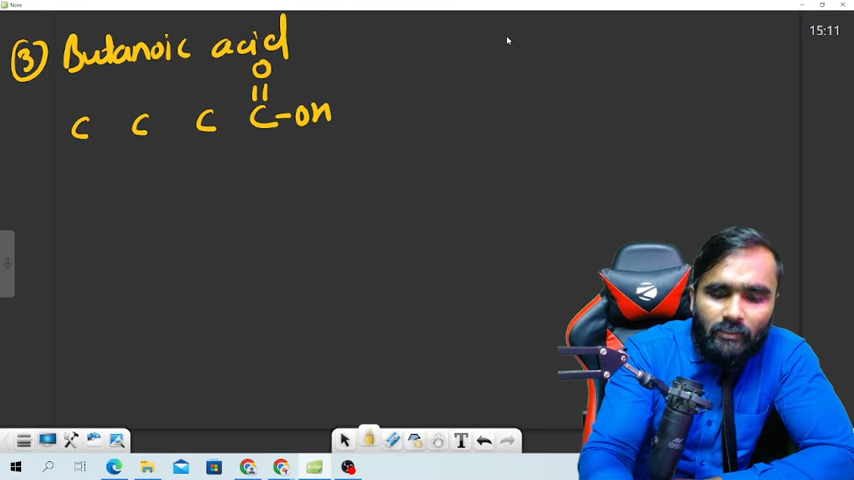 Note
15:11
③ Butanoic acid
O
||
C C C C-OH
T